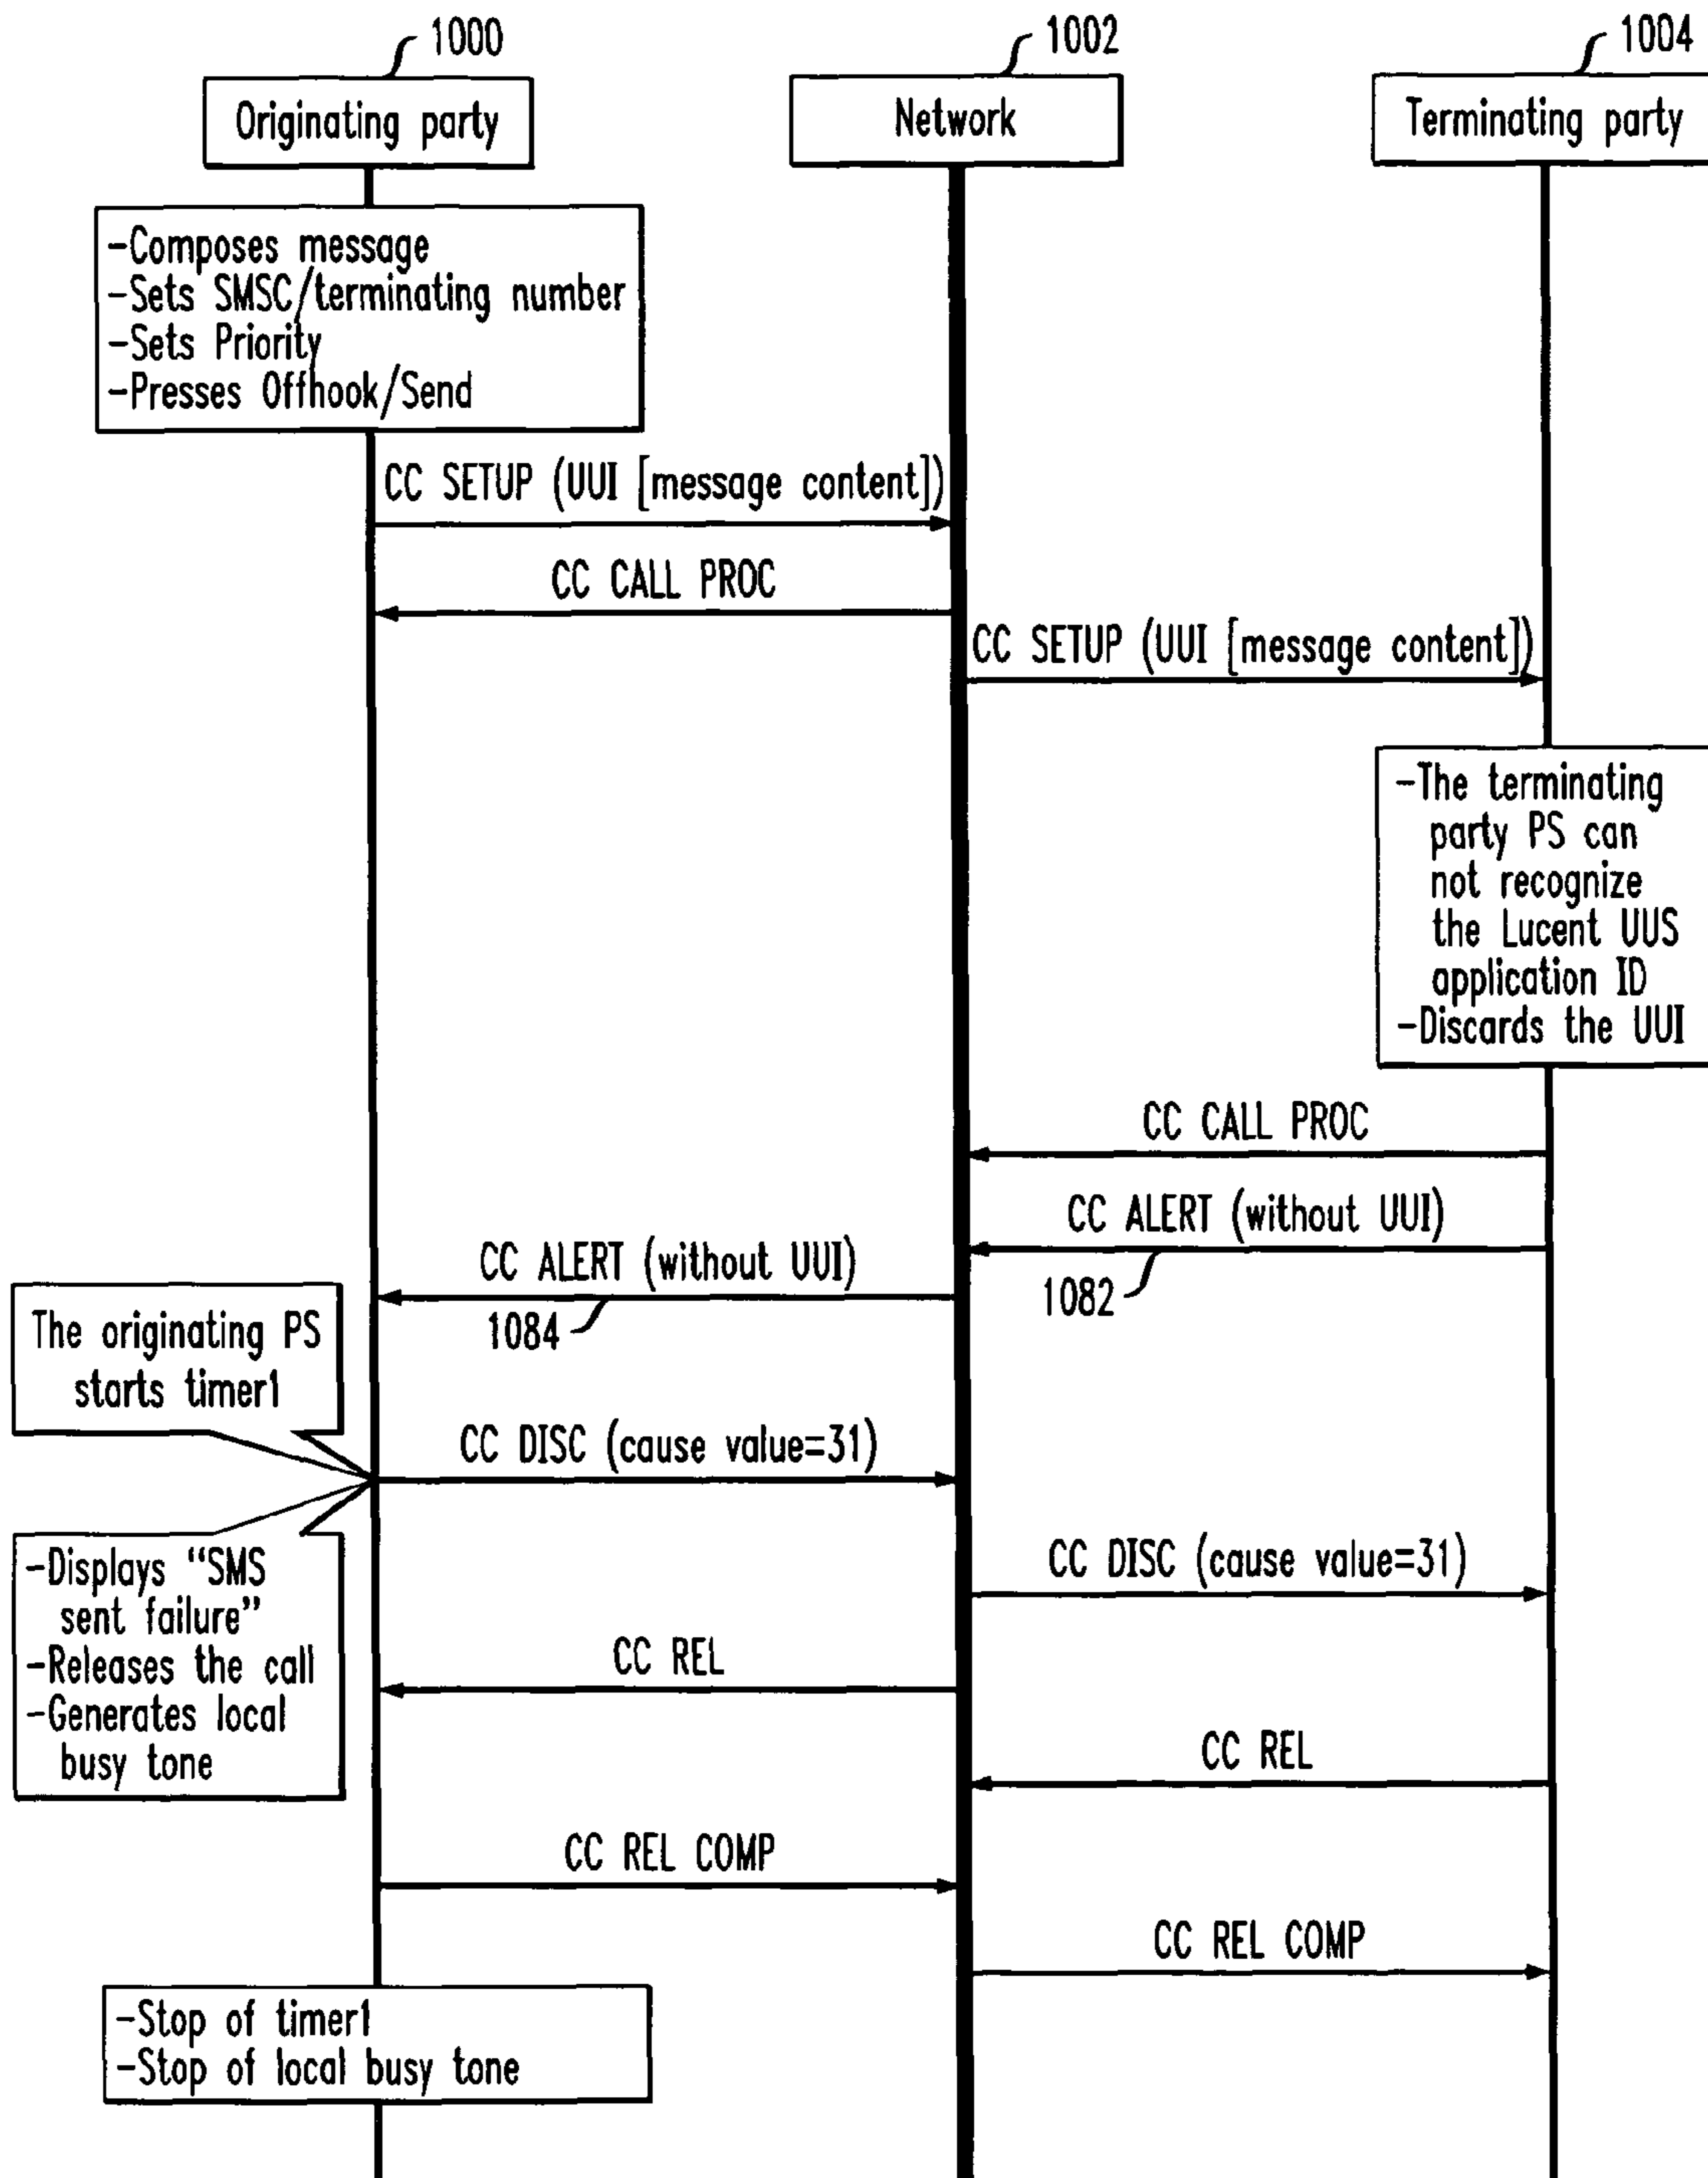 1000
1002
1004
Originating party
Network
Terminating party
-Composes message
-Sets SMSC/terminating number
-Sets Priority
-Presses Offhook/Send
CC SETUP (UUI [message content])
CC CALL PROC
CC SETUP (UUI [message content])
-The terminating
party PS can
not recognize
the Lucent UUS
application ID
-Discards the UUI
CC CALL PROC
CC ALERT (without UUI)
1082
CC ALERT (without UUI)
1084
The originating PS
starts timer1
CC DISC (cause value=31)
-Displays “SMS
sent failure”
-Releases the call
-Generates local
busy tone
CC DISC (cause value=31)
CC REL
CC REL
CC REL COMP
CC REL COMP
-Stop of timer1
-Stop of local busy tone